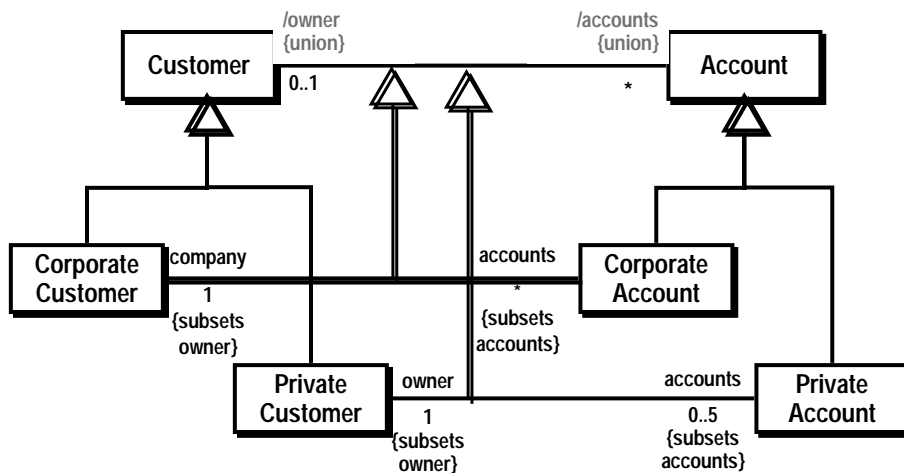 /owner
{union}
/accounts
{union}
Customer
0..1
*
Account
Corporate
Customer
company
1
{subsets
owner}
accounts
*
{subsets
accounts}
Corporate
Account
Private
Customer
owner
1
{subsets
owner}
accounts
0..5
{subsets
accounts}
Private
Account